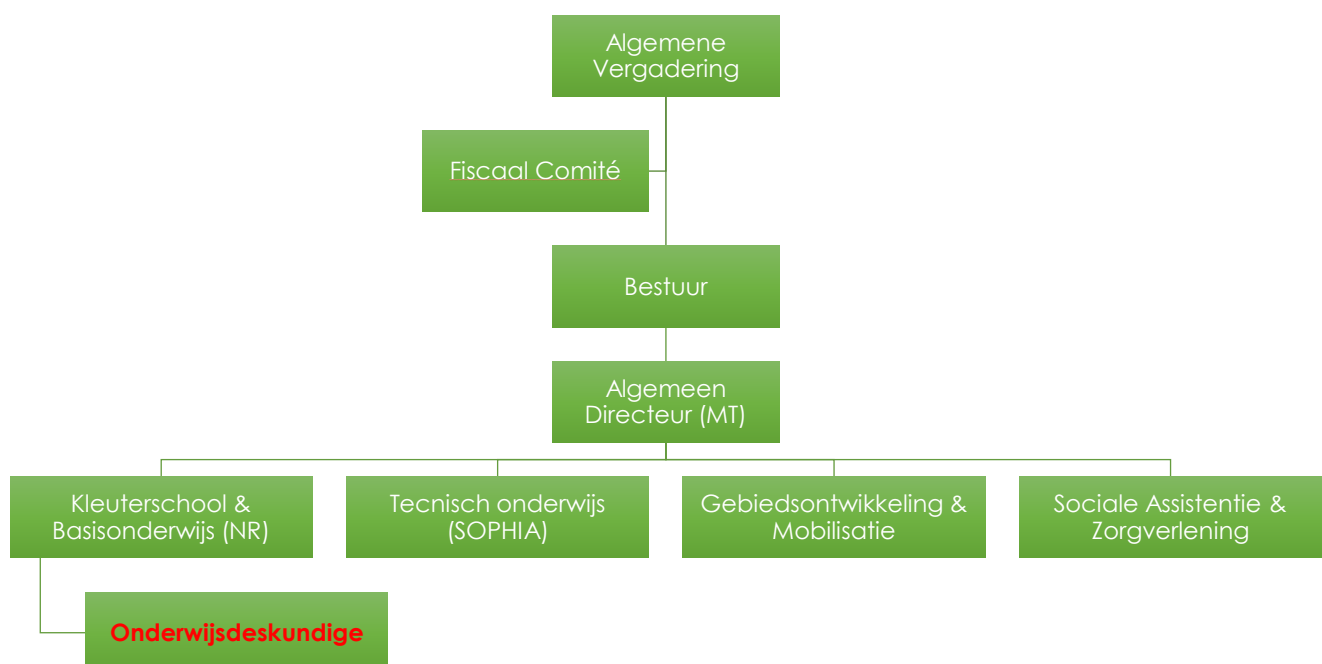 Algemene
Vergadering
Fiscaal Comité
Bestuur
Algemeen
Directeur (MT)
Kleuterschool &
Basisonderwijs (NR)
Tecnisch onderwijs
(SOPHIA)
Gebiedsontwikkeling &
Mobilisatie
Sociale Assistentie &
Zorgverlening
Onderwijsdeskundige